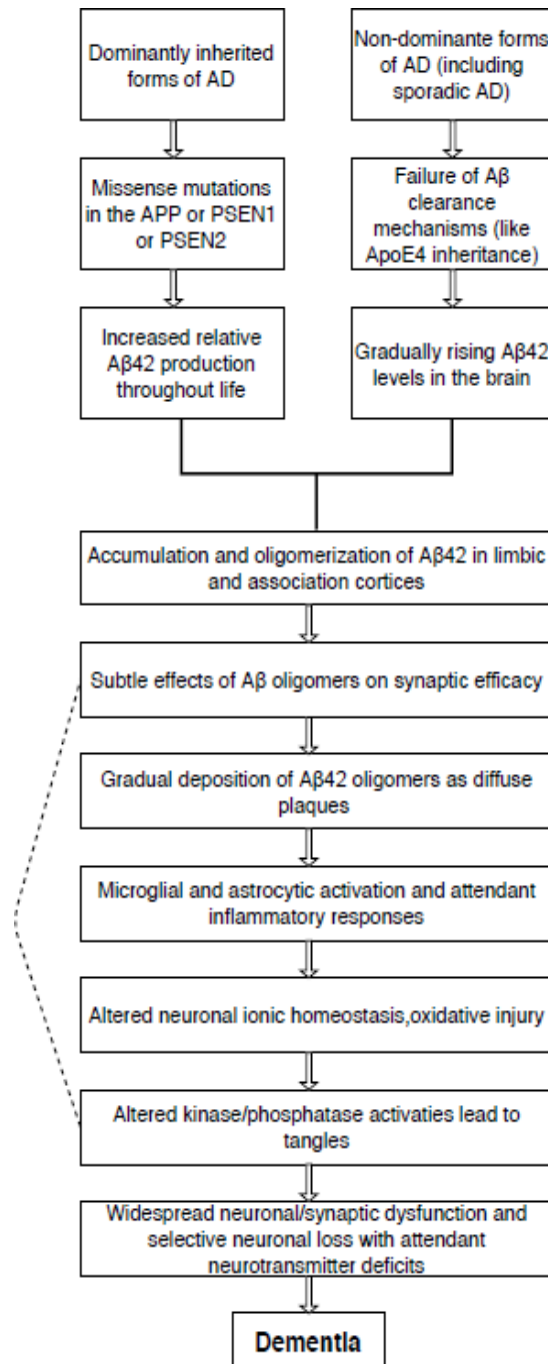 Dominantly inherited
forms of AD
Non-dominante forms
of AD (including
sporadic AD)
Missense mutations
in the APP or PSEN1
or PSEN2
Failure of Aβ
clearance
mechanisms (like
ApoE4 inheritance)
Increased relative
Aβ42 production
throughout life
Gradually rising Aβ42
levels in the brain
Accumulation and oligomerization of Aβ42 in limbic
and association cortices
Subtle effects of Aβ oligomers on synaptic efficacy
Gradual deposition of Aβ42 oligomers as diffuse
plaques
Microglial and astrocytic activation and attendant
inflammatory responses
Altered neuronal ionic homeostasis,oxidative injury
Altered kinase/phosphatase activaties lead to
tangles
Widespread neuronal/synaptic dysfunction and
selective neuronal loss with attendant
neurotransmitter deficits
Dementia